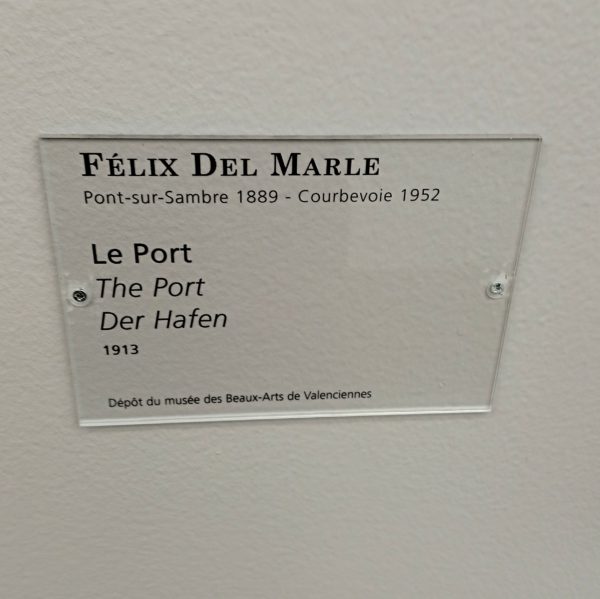 FÉLIX DEL MARLE
Pont-sur-Sambre 1889 - Courbevoie 1952
Le Port
The Port
Der Hafen
1913
Dépôt du musée des Beaux-Arts de Valenciennes